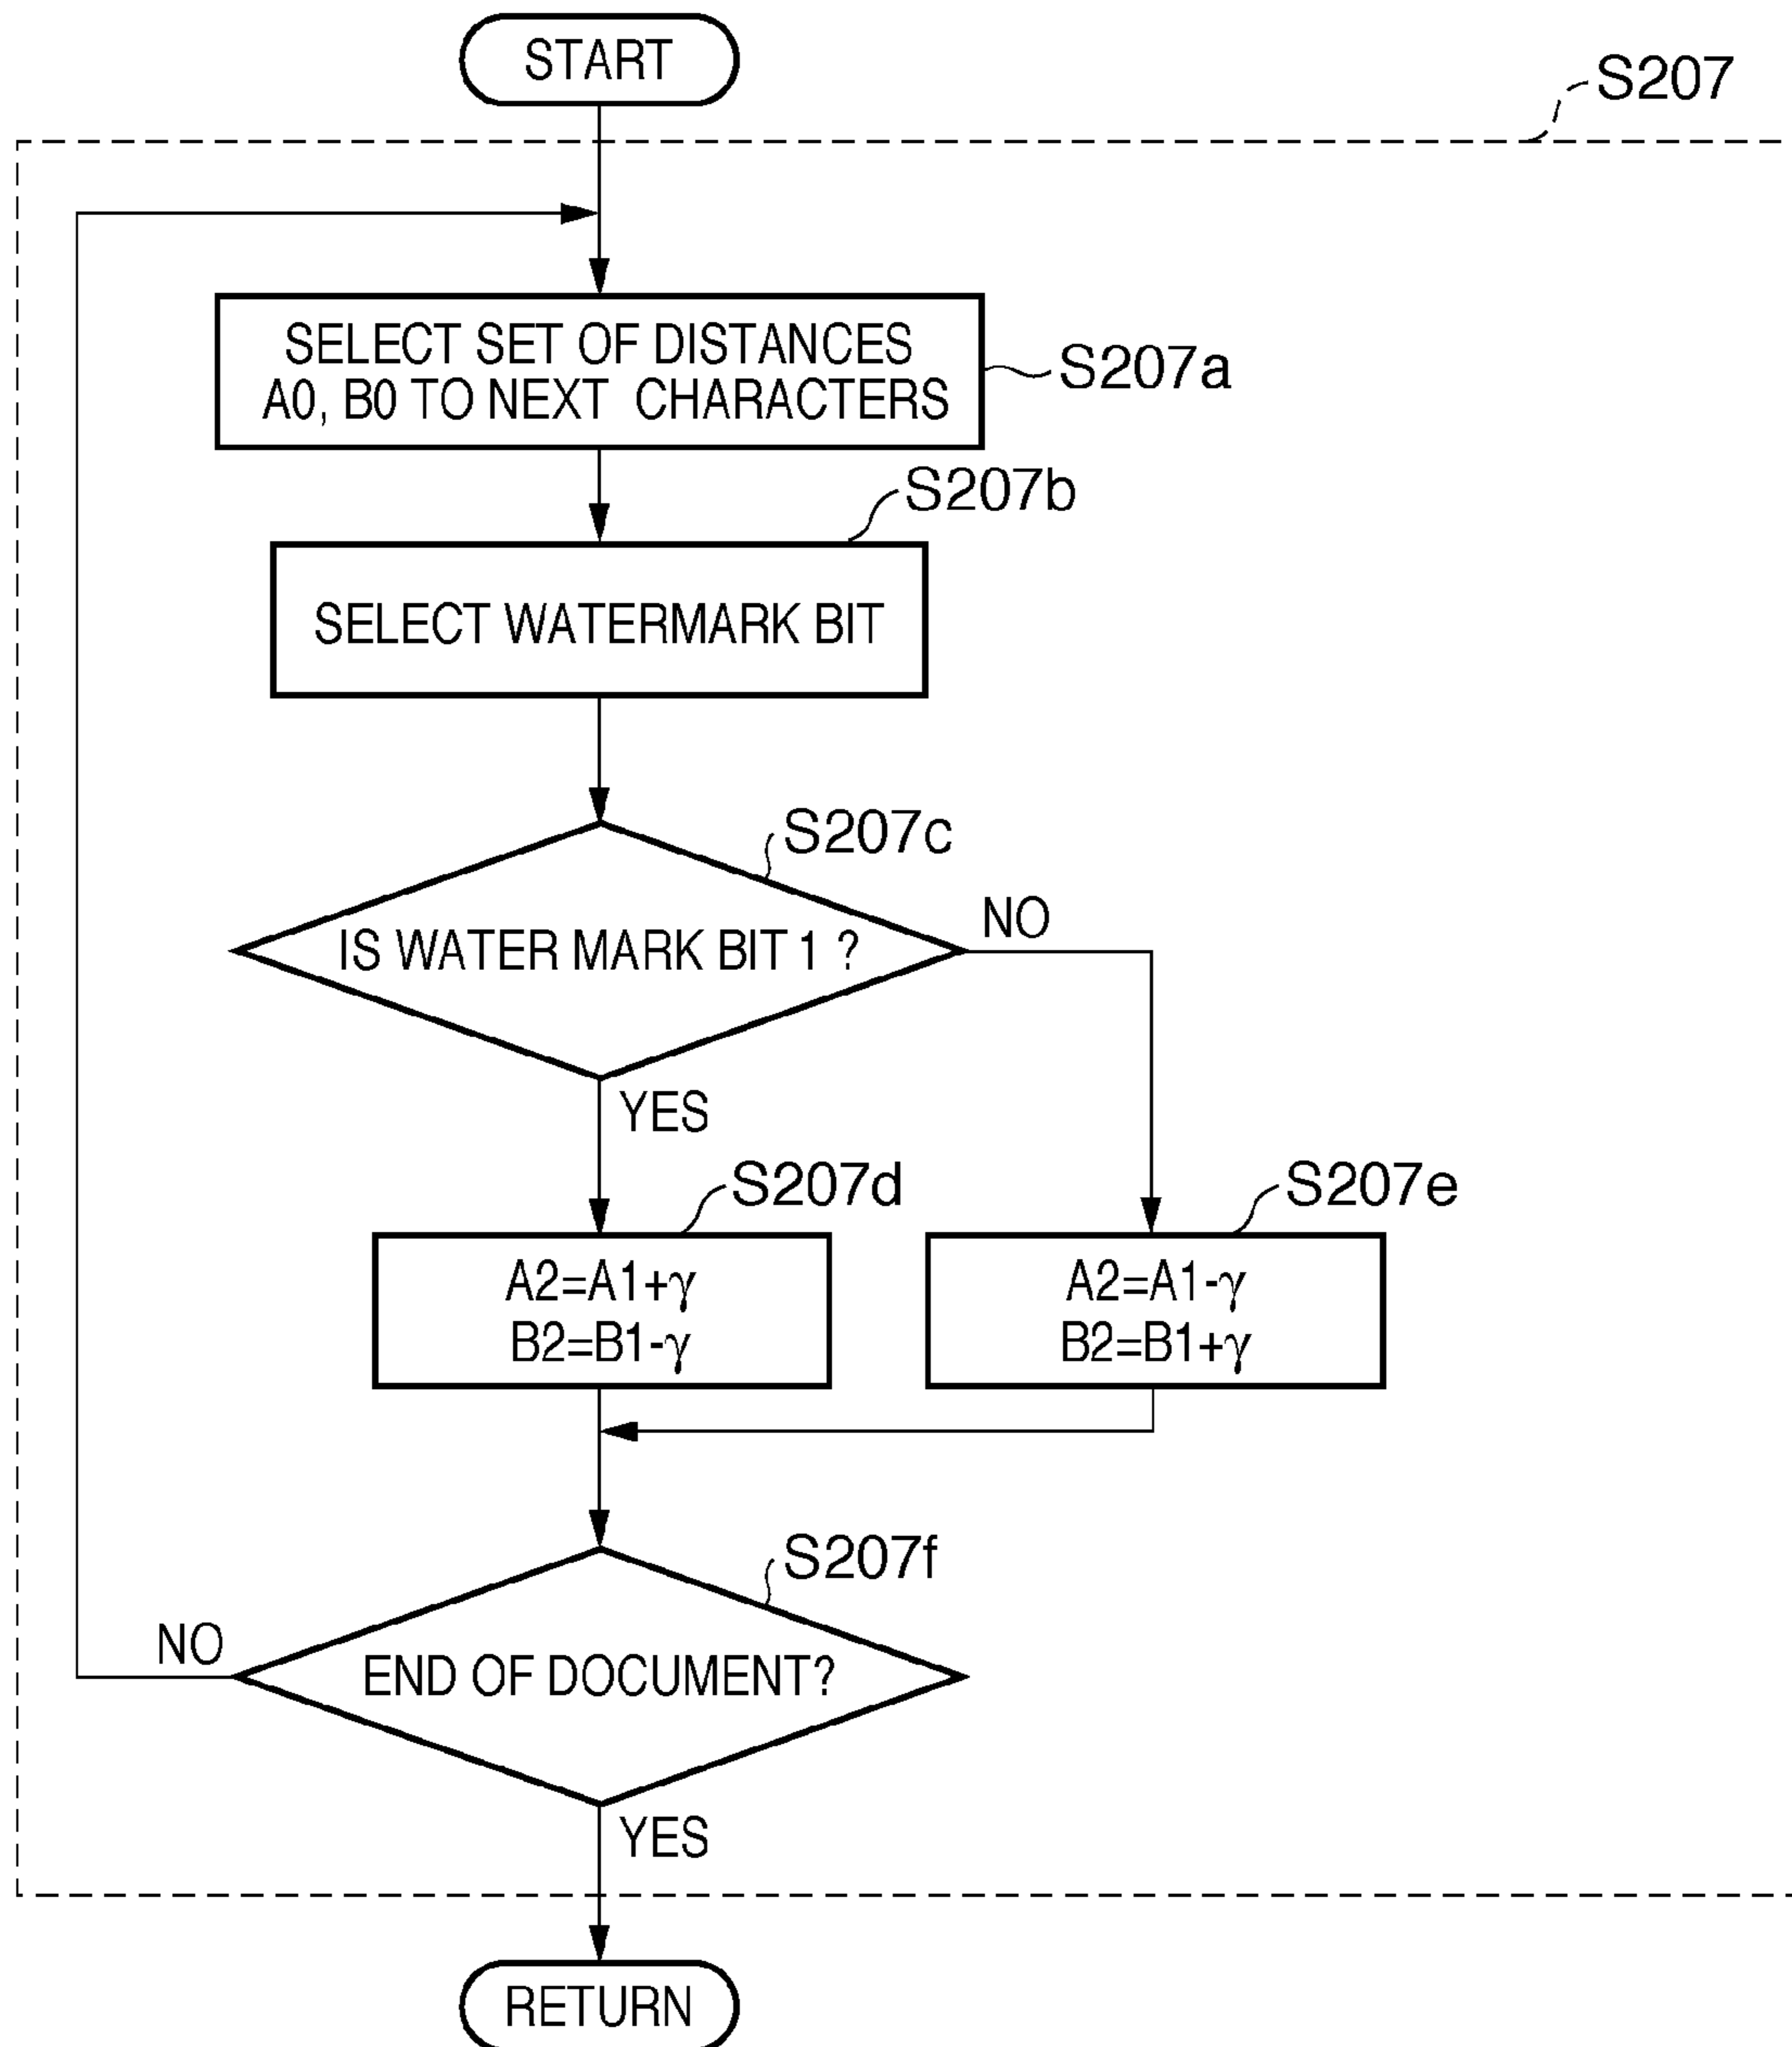 START
S207
SELECT SET OF DISTANCES
A0, B0 TO NEXT CHARACTERS
S207a
S207b
SELECT WATERMARK BIT
S207c
IS WATER MARK BIT 1 ?
NO
YES
S207d
S207e
A2=A1+γ
B2=B1-γ
A2=A1-γ
B2=B1+γ
S207f
NO
END OF DOCUMENT?
YES
RETURN